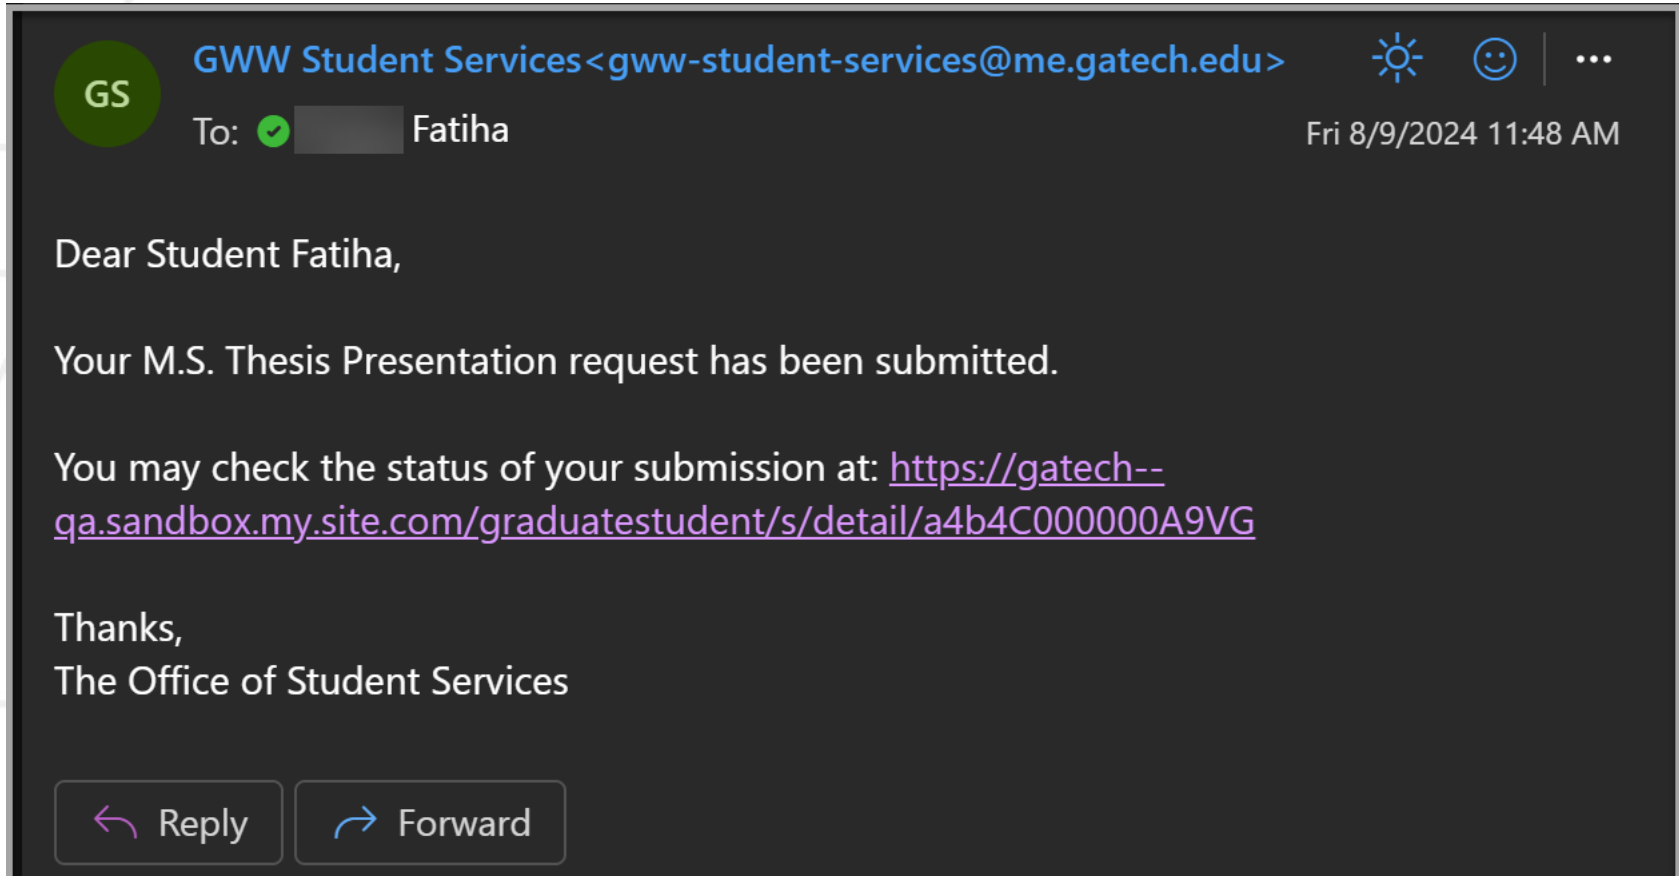 GS
GWW Student Services<gww-student-services@me.gatech.edu>
To: Fatiha
Fri 8/9/2024 11:48 AM
Dear Student Fatiha,
Your M.S. Thesis Presentation request has been submitted.
You may check the status of your submission at: https://gatech--
qa.sandbox.my.site.com/graduatestudent/s/detail/a4b4C000000A9VG
Thanks,
The Office of Student Services
Reply
Forward